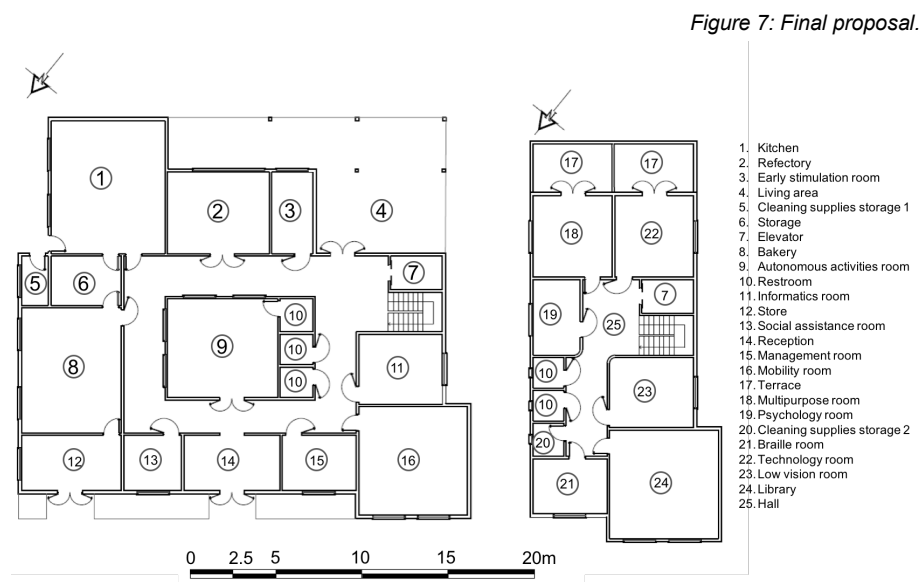 Figure 7: Final proposal.
1
2
3
4
5
6
7
8
9
10
10
10
11
12
13
14
15
16
17
17
18
22
19
7
25
10
10
20
23
21
24
1. Kitchen
2. Refectory
3. Early stimulation room
4. Living area
5. Cleaning supplies storage 1
6. Storage
7. Elevator
8. Bakery
9. Autonomous activities room
10. Restroom
11. Informatics room
12. Store
13. Social assistance room
14. Reception
15. Management room
16. Mobility room
17. Terrace
18. Multipurpose room
19. Psychology room
20. Cleaning supplies storage 2
21. Braille room
22. Technology room
23. Low vision room
24. Library
25. Hall
0 2.5 5 10 15 20m